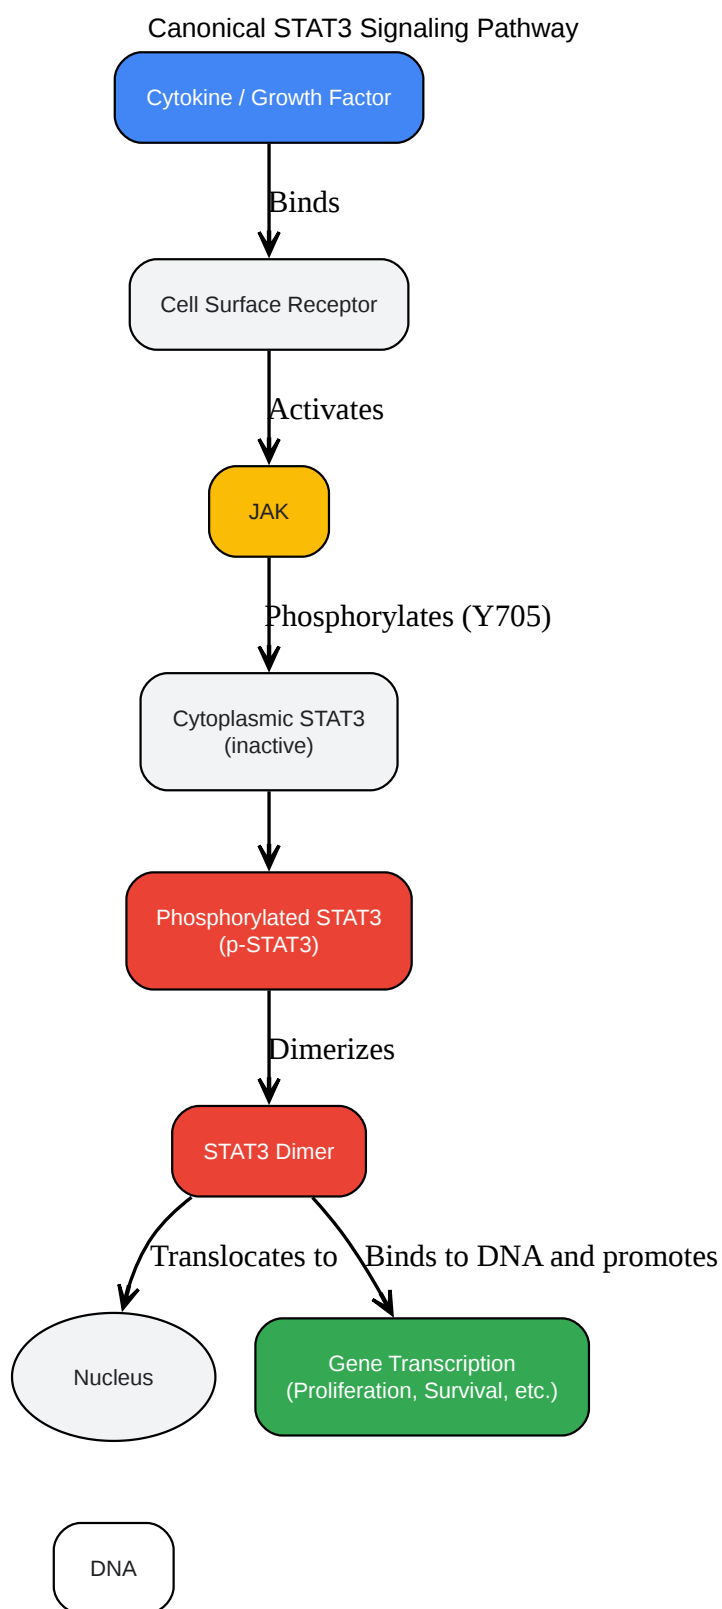 Canonical STAT3 Signaling Pathway
Cytokine / Growth Factor
Binds
Cell Surface Receptor
Activates
JAK
Phosphorylates (Y705)
Cytoplasmic STAT3
(inactive)
Phosphorylated STAT3
(p-STAT3)
Dimerizes
STAT3 Dimer
Translocates to
Binds to DNA and promotes
Nucleus
Gene Transcription
(Proliferation, Survival, etc.)
DNA